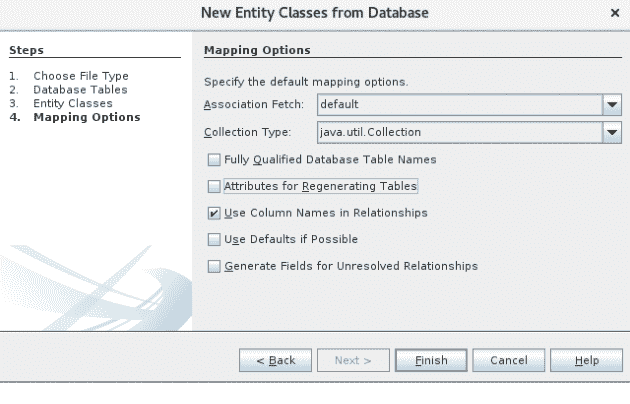 New Entity Classes from Database
Steps
1. Choose File Type
2. Database Tables
3. Entity Classes
4. Mapping Options
Mapping Options
Specify the default mapping options.
Association Fetch: default
Collection Type: java.util.Collection
Fully Qualified Database Table Names
Attributes for Regenerating Tables
Use Column Names in Relationships
Use Defaults if Possible
Generate Fields for Unresolved Relationships
< Back Next > Finish Cancel Help